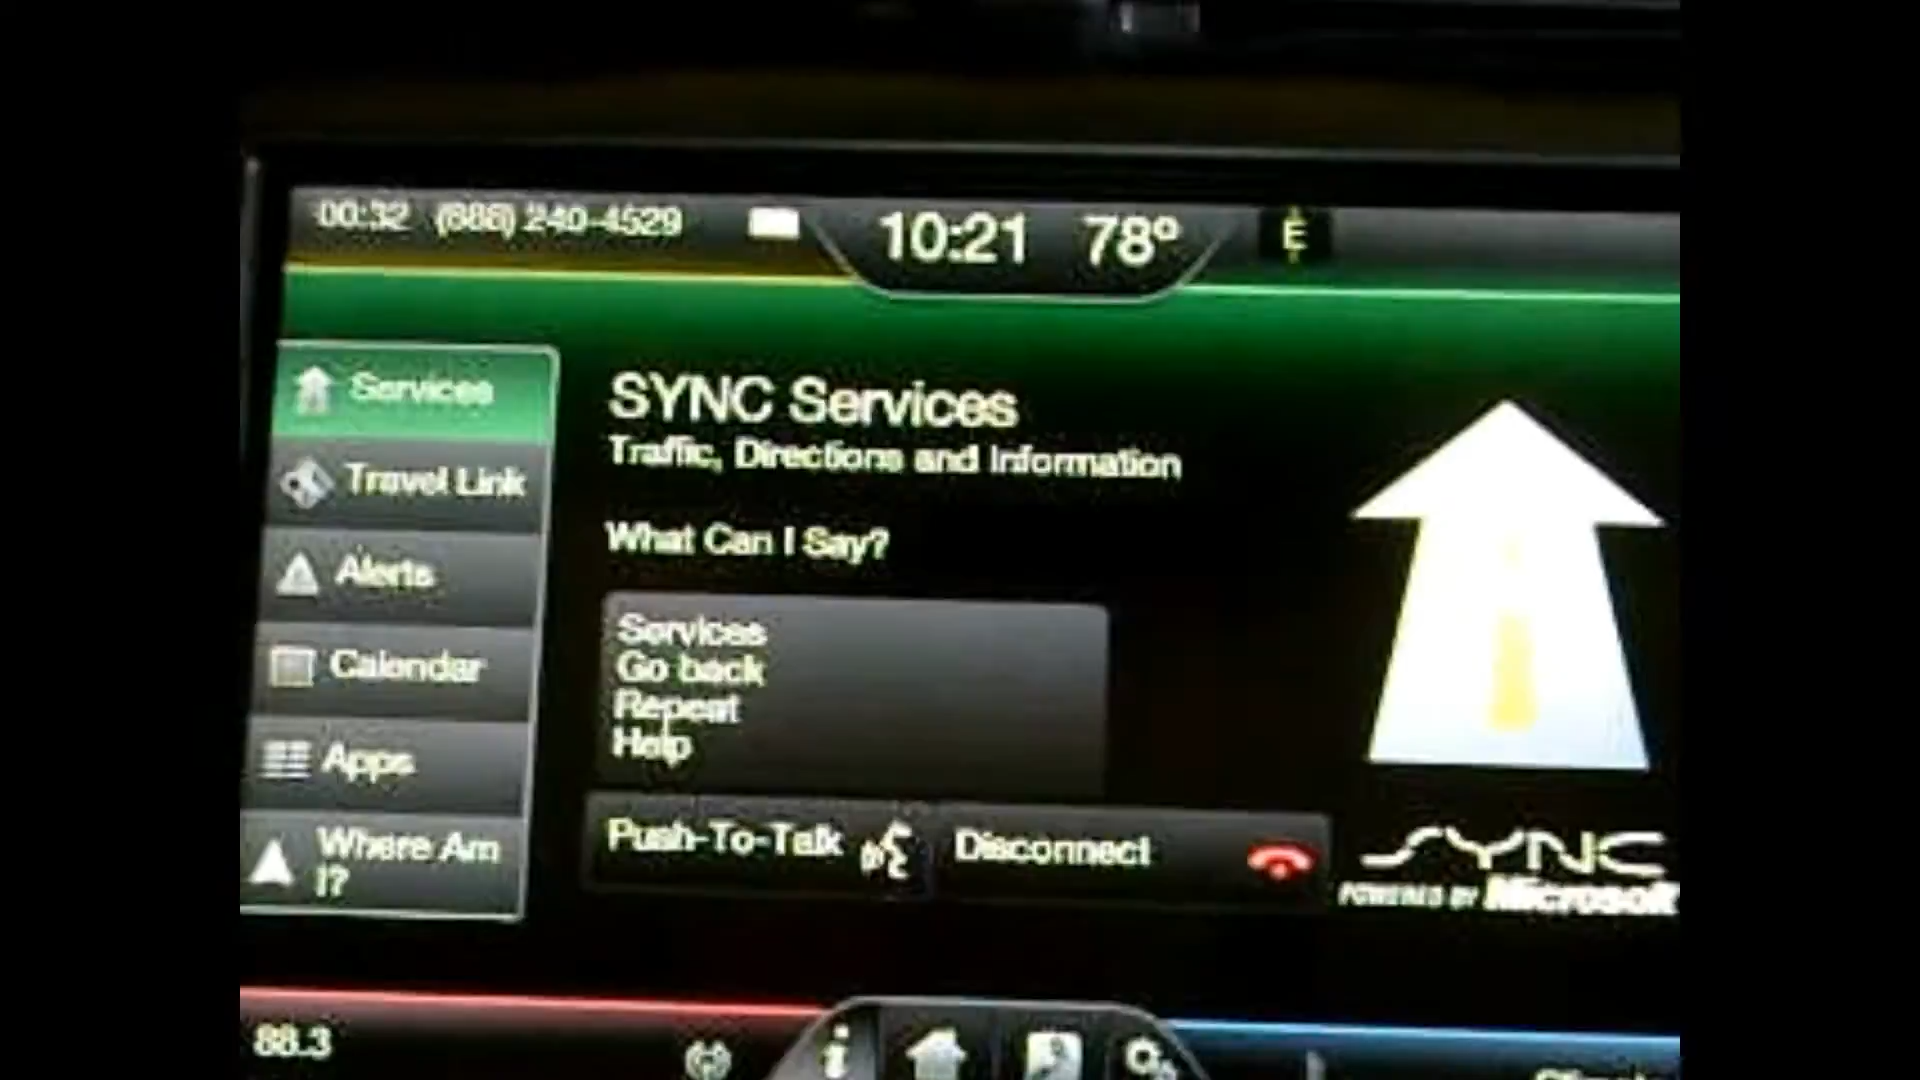 00:32 (888) 240-4529
10:21 78°
E
Services
Travel Link
Alerts
Calendar
Apps
Where Am
I?
SYNC Services
Traffic, Directions and Information
What Can I Say?
Services
Go back
Repeat
Help
Push-To-Talk
Disconnect
SYNC
POWERED BY Microsoft
88.3
i